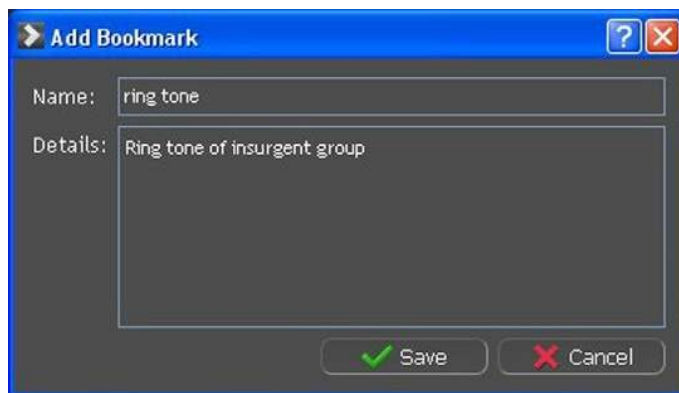 Add Bookmark
Name: ring tone
Details: Ring tone of insurgent group
Save Cancel